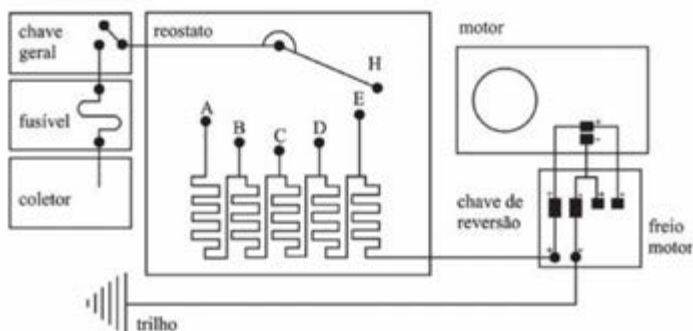 chave
geral
fusível
coletor
reostato
H
A
B
C
D
E
motor
+
-
chave de
reversão
+
-
+
-
+
-
freio
motor
trilho